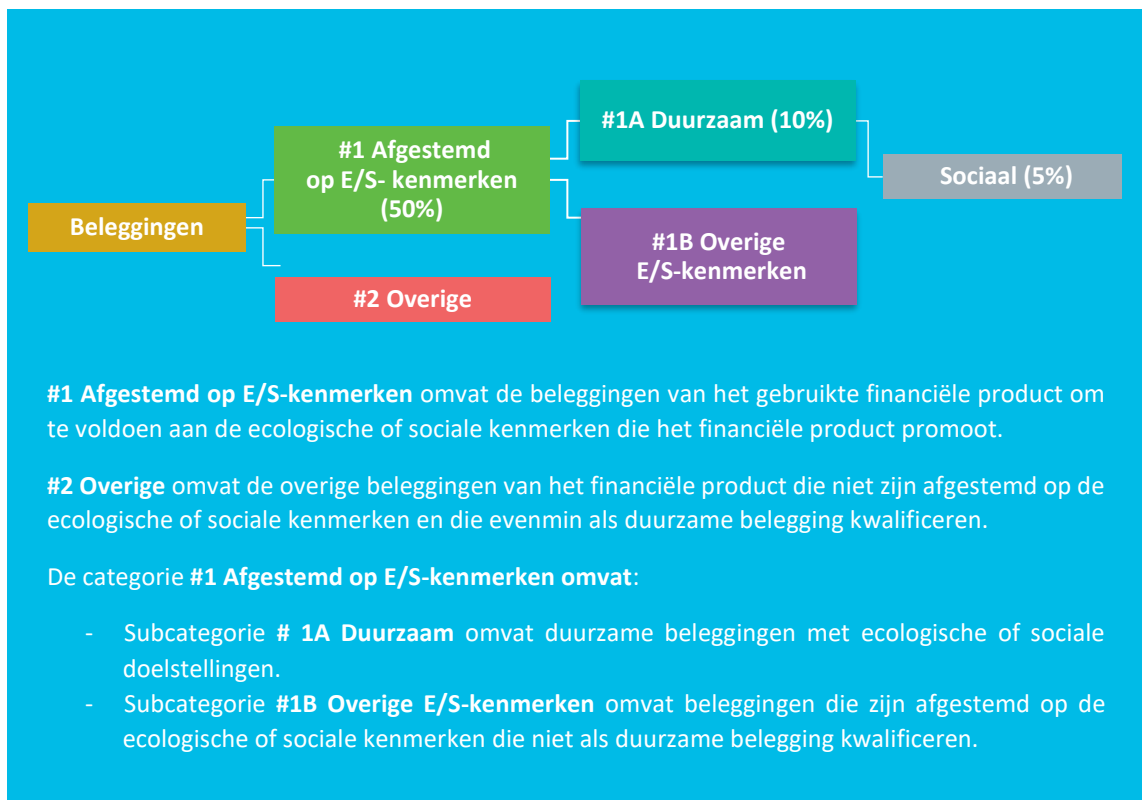 #1A Duurzaam (10%)
#1 Afgestemd
op E/S- kenmerken
(50%)
Sociaal (5%)
Beleggingen
#1B Overige
E/S-kenmerken
#2 Overige
#1 Afgestemd op E/S-kenmerken omvat de beleggingen van het gebruikte financiële product om
te voldoen aan de ecologische of sociale kenmerken die het financiële product promoot.
#2 Overige omvat de overige beleggingen van het financiële product die niet zijn afgestemd op de
ecologische of sociale kenmerken en die evenmin als duurzame belegging kwalificeren.
De categorie #1 Afgestemd op E/S-kenmerken omvat:
- Subcategorie # 1A Duurzaam omvat duurzame beleggingen met ecologische of sociale
doelstellingen.
- Subcategorie #1B Overige E/S-kenmerken omvat beleggingen die zijn afgestemd op de
ecologische of sociale kenmerken die niet als duurzame belegging kwalificeren.